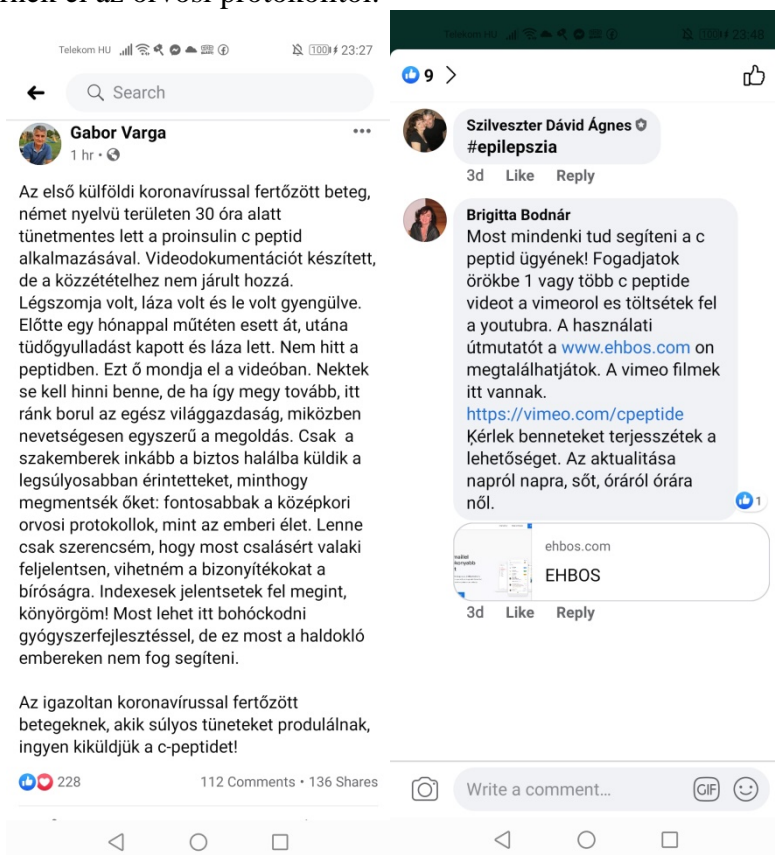 el az orvosi protokolltól.
Telekom HU 100 23:27
Search
Gabor Varga
1 hr
Az első külföldi koronavírussal fertőzött beteg,
német nyelvü területen 30 óra alatt
tünetmentes lett a proinsulin c peptid
alkalmazásával. Videodokumentációt készített,
de a közzétételhez nem járult hozzá.
Légszomja volt, láza volt és le volt gyengülve.
Előtte egy hónappal műtéten esett át, utána
tüdőgyulladást kapott és láza lett. Nem hitt a
peptidben. Ezt ő mondja el a videóban. Nektek
se kell hinni benne, de ha így megy tovább, itt
ránk borul az egész világgazdaság, miközben
nevetségesen egyszerű a megoldás. Csak a
szakemberek inkább a biztos halálba küldik a
legsúlyosabban érintetteket, minthogy
megmentsék őket: fontosabbak a középkori
orvosi protokollok, mint az emberi élet. Lenne
csak szerencsém, hogy most csalásért valaki
feljelentsen, vihetném a bizonyítékokat a
bíróságra. Indexesek jelentsetek fel megint,
könyörgöm! Most lehet itt bohóckodni
gyógyszerfejlesztéssel, de ez most a haldokló
embereken nem fog segíteni.
Az igazoltan koronavírussal fertőzött
betegeknek, akik súlyos tüneteket produlálnak,
ingyen kiküldjük a c-peptidet!
228 112 Comments • 136 Shares
Telekom HU 100 23:48
9
Szilveszter Dávid Ágnes
#epilepszia
3d Like Reply
Brigitta Bodnár
Most mindenki tud segíteni a c
peptid ügyének! Fogadjatok
örökbe 1 vagy több c peptide
videot a vimeorol es töltsétek fel
a youtubra. A használati
útmutatót a www.ehbos.com on
megtalálhatjátok. A vimeo filmek
itt vannak.
https://vimeo.com/cpeptide
Ķérlek benneteket terjesszétek a
lehetőséget. Az aktualitása
napról napra, sőt, óráról órára
nől.
1
ehbos.com
EHBOS
3d Like Reply
Write a comment...
GIF